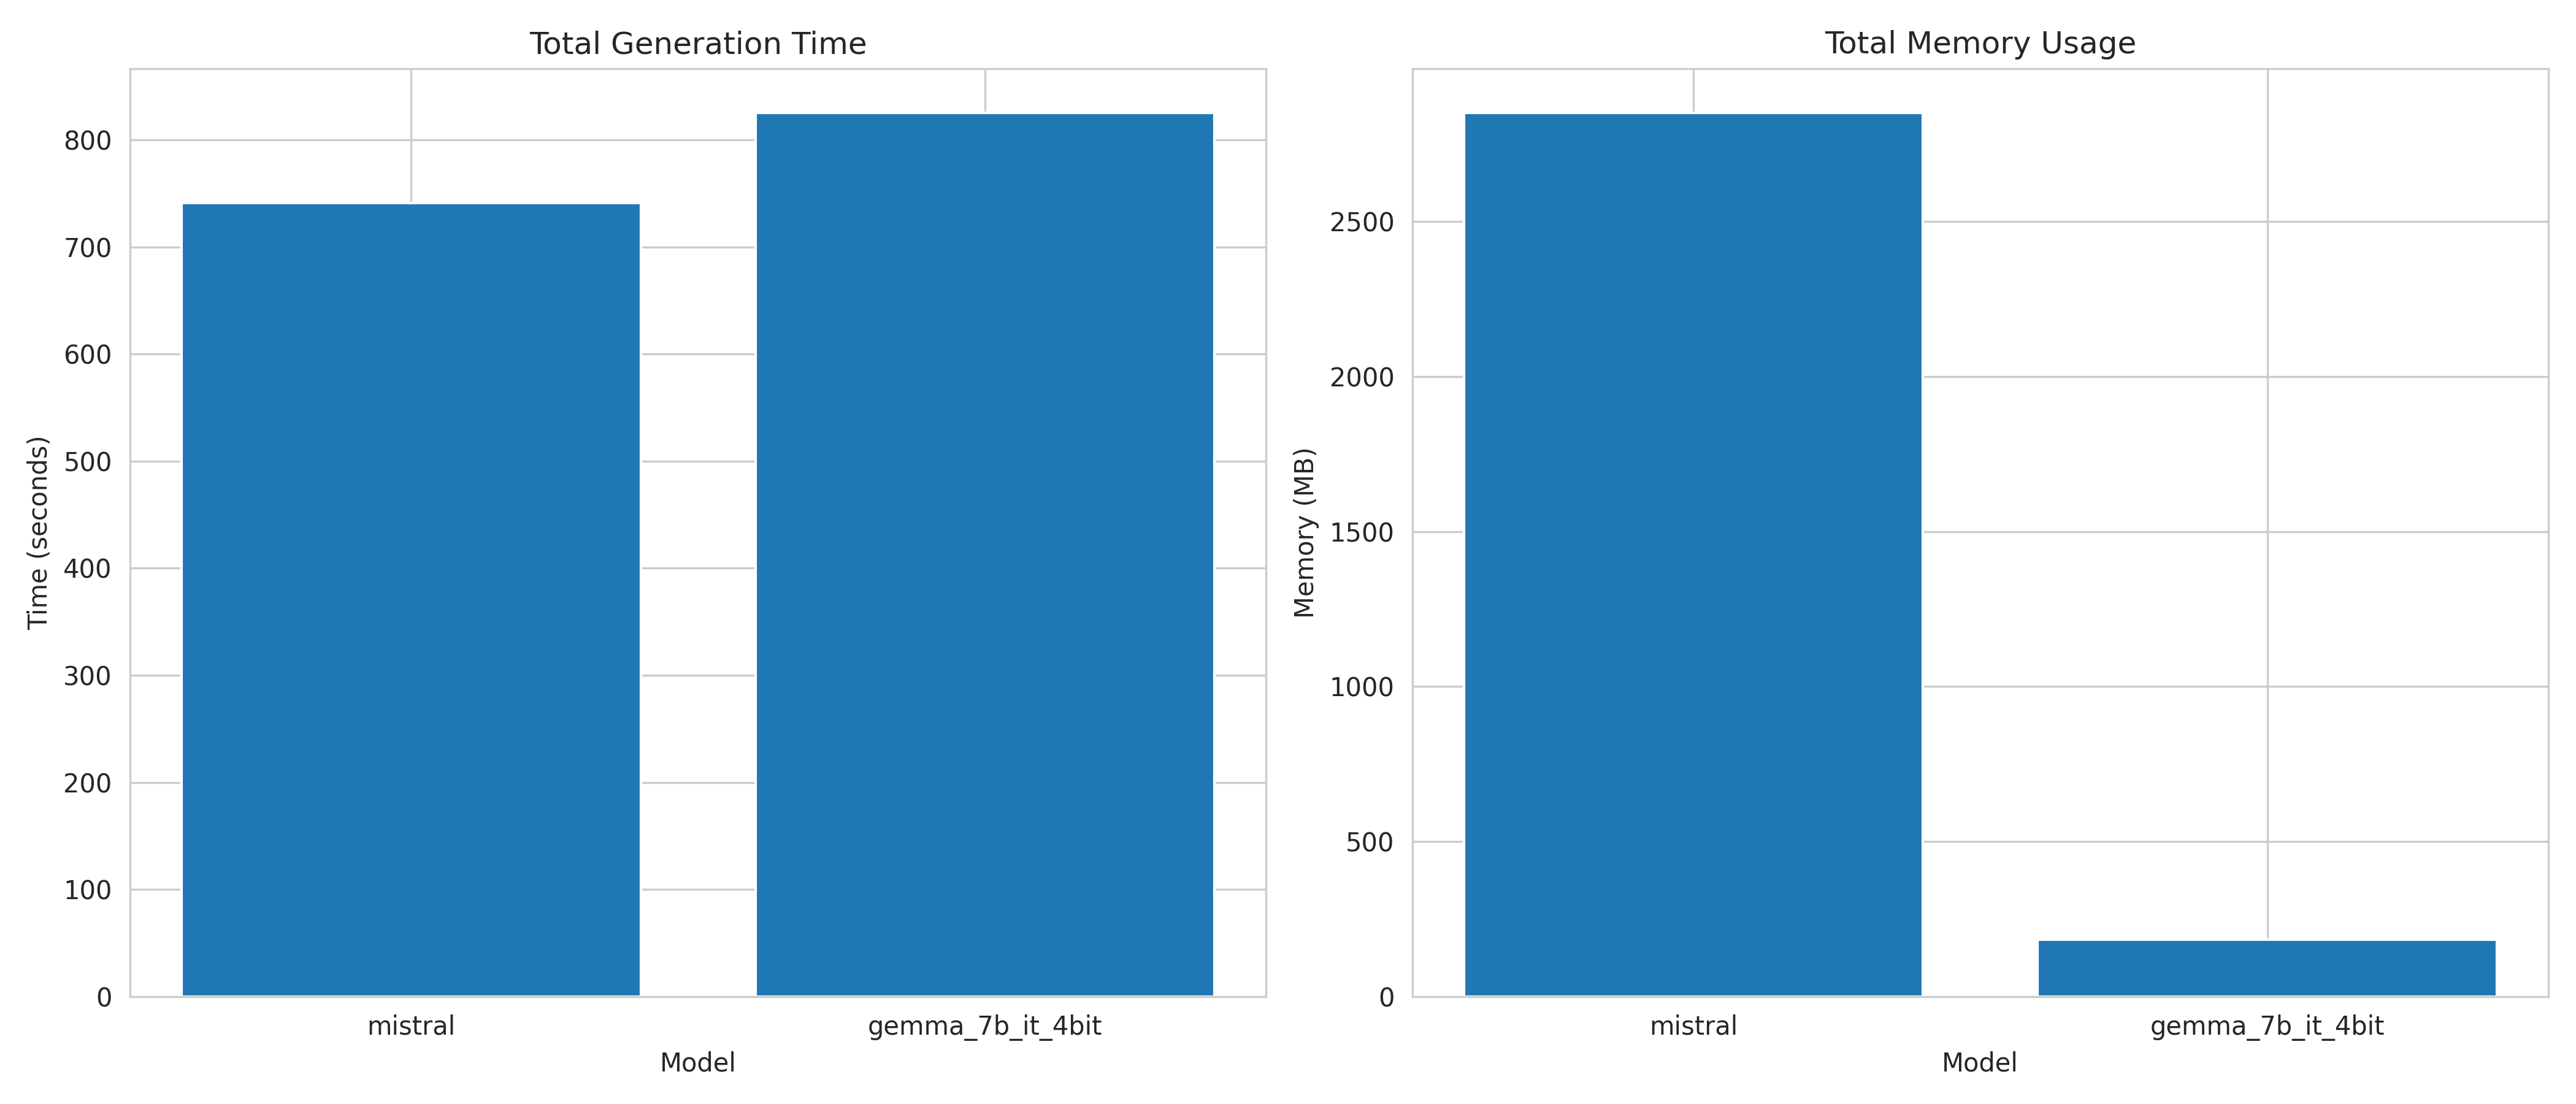 Total Generation Time
800
700
600
500
400
300
200
100
0
Time (seconds)
mistral
gemma_7b_it_4bit
Model
Total Memory Usage
2500
2000
1500
1000
500
0
Memory (MB)
mistral
gemma_7b_it_4bit
Model